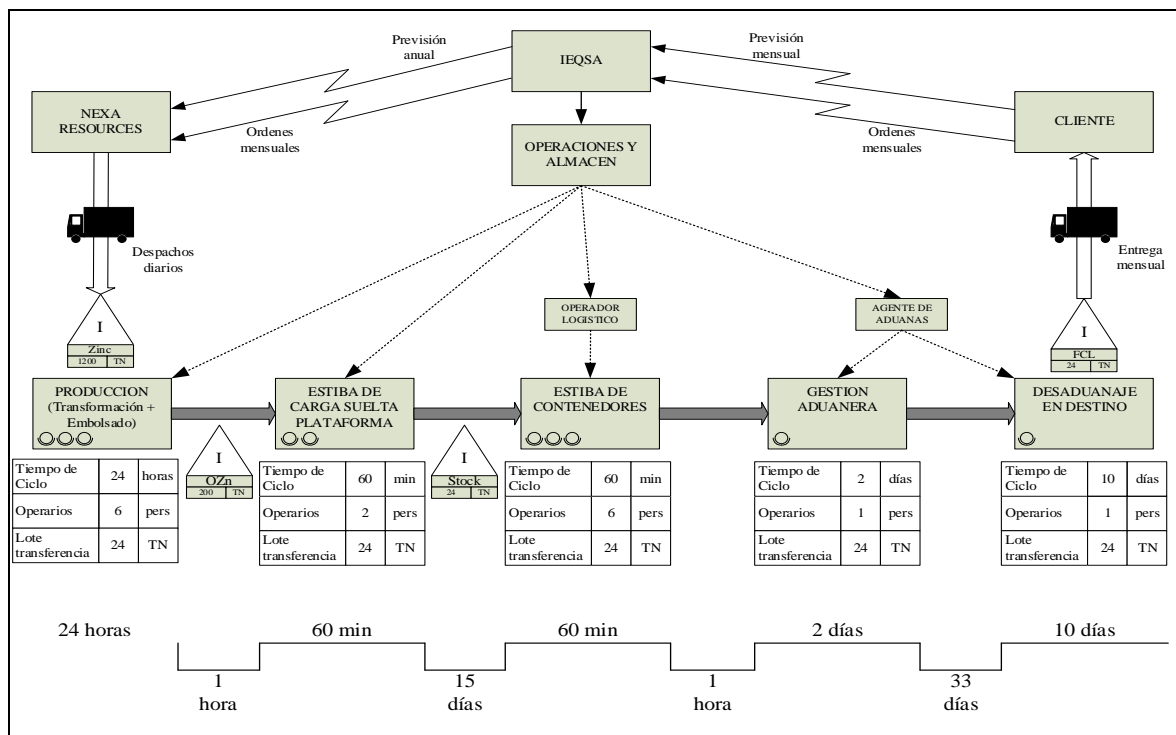 Previsión
anual
IEQSA
Previsión
mensual
NEXA
RESOURCES
CLIENTE
Ordenes
mensuales
Ordenes
mensuales
OPERACIONES Y
ALMACEN
Despachos
diarios
Entrega
mensual
OPERADOR
LOGISTICO
AGENTE DE
ADUANAS
I
Zinc
1200 TN
I
FCL
24 TN
PRODUCCION
(Transformación +
Embolsado)
ESTIBA DE
CARGA SUELTA
PLATAFORMA
ESTIBA DE
CONTENEDORES
GESTION
ADUANERA
DESADUANAJE
EN DESTINO
I
OZn
200 TN
I
Stock
24 TN
Tiempo de
Ciclo 24 horas
Operarios 6 pers
Lote
transferencia 24 TN
Tiempo de
Ciclo 60 min
Operarios 2 pers
Lote
transferencia 24 TN
Tiempo de
Ciclo 60 min
Operarios 6 pers
Lote
transferencia 24 TN
Tiempo de
Ciclo 2 días
Operarios 1 pers
Lote
transferencia 24 TN
Tiempo de
Ciclo 10 días
Operarios 1 pers
Lote
transferencia 24 TN
24 horas
60 min
60 min
2 días
10 días
1
hora
15
días
1
hora
33
días